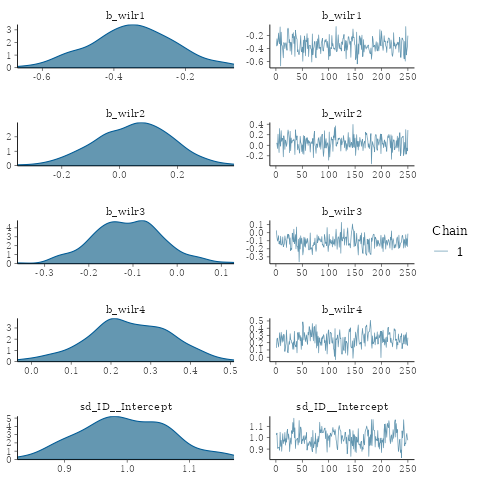 b_wilr1
b_wilr1
3
2
1
0
-0.6 -0.4 -0.2
-0.2
-0.4
-0.6
0 50 100 150 200 250
b_wilr2
b_wilr2
2
1
0
-0.2 0.0 0.2
0.4
0.2
0.0
-0.2
0 50 100 150 200 250
b_wilr3
b_wilr3
4
3
2
1
0
-0.3 -0.2 -0.1 0.0 0.1
0.1
0.0
-0.1
-0.2
-0.3
0 50 100 150 200 250
Chain
1
b_wilr4
b_wilr4
3
2
1
0
0.0 0.1 0.2 0.3 0.4 0.5
0.5
0.4
0.3
0.2
0.1
0.0
0 50 100 150 200 250
sd_ID__Intercept
sd_ID__Intercept
5
4
3
2
1
0
0.9 1.0 1.1
1.1
1.0
0.9
0 50 100 150 200 250